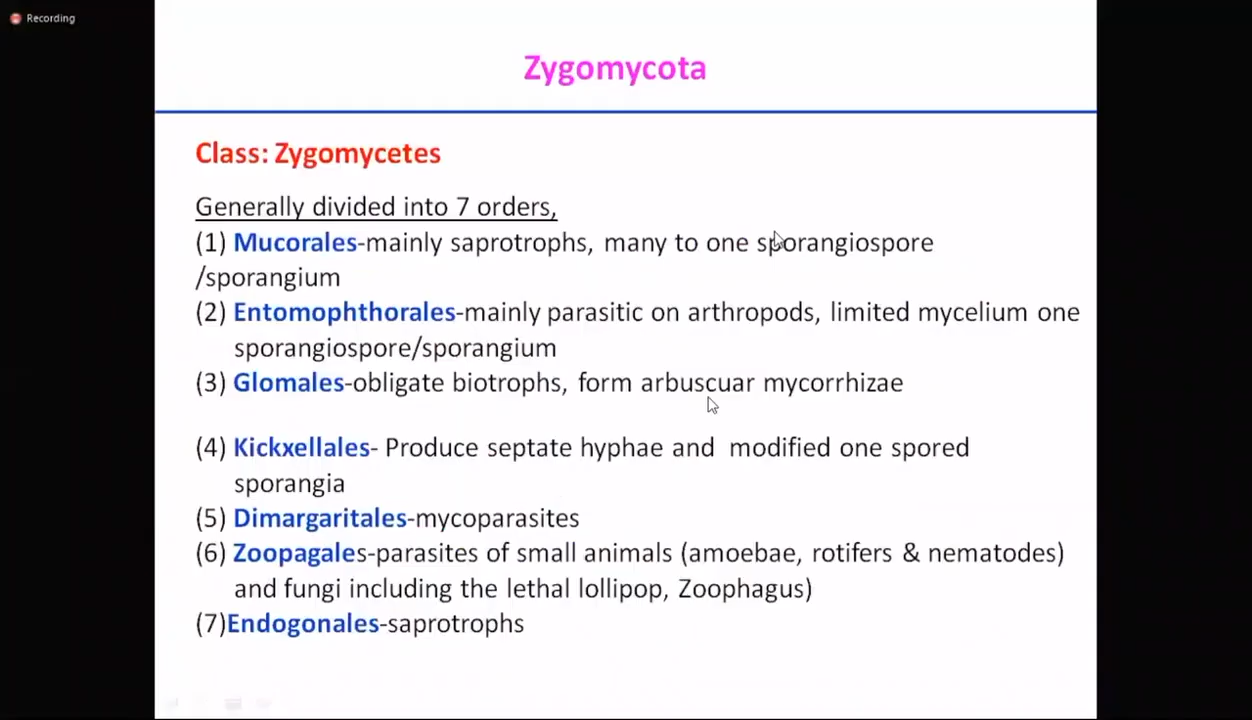 Recording
Zygomycota
Class: Zygomycetes
Generally divided into 7 orders,
(1) Mucorales-mainly saprotrophs, many to one sporangiospore
/sporangium
(2) Entomophthorales-mainly parasitic on arthropods, limited mycelium one
sporangiospore/sporangium
(3) Glomales-obligate biotrophs, form arbuscuar mycorrhizae
(4) Kickxellales- Produce septate hyphae and modified one spored
sporangia
(5) Dimargaritales-mycoparasites
(6) Zoopagales-parasites of small animals (amoebae, rotifers & nematodes)
and fungi including the lethal lollipop, Zoophagus)
(7)Endogonales-saprotrophs